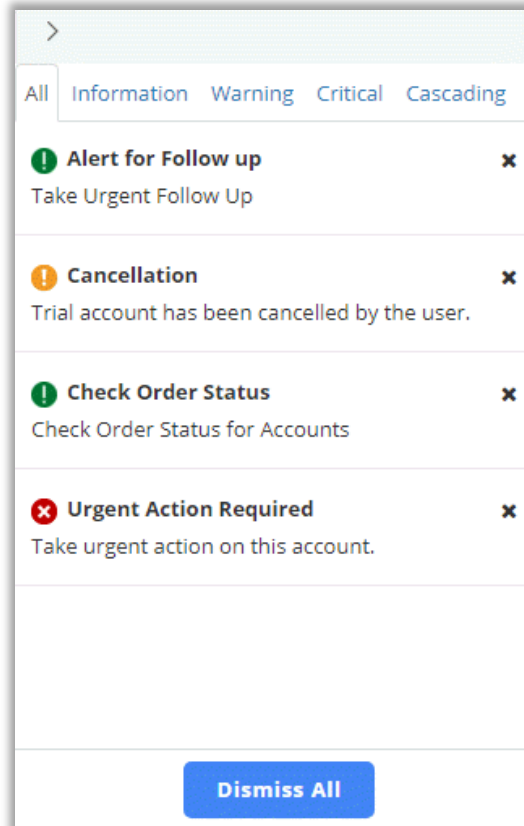 All Information Warning Critical Cascading
Alert for Follow up
Take Urgent Follow Up
Cancellation
Trial account has been cancelled by the user.
Check Order Status
Check Order Status for Accounts
Urgent Action Required
Take urgent action on this account.
Dismiss All